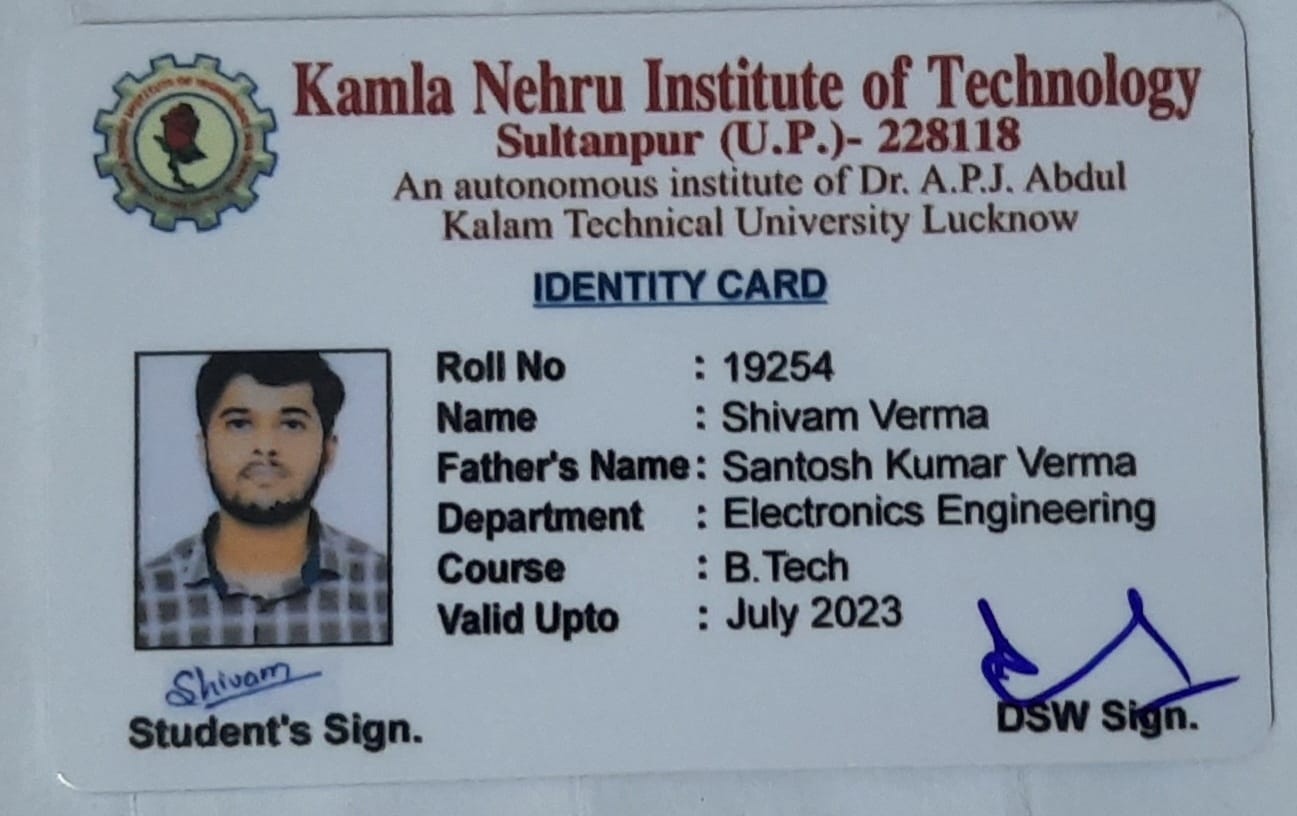 Kamla Nehru Institute of Technology
Sultanpur (U.P.)- 228118
An autonomous institute of Dr. A.P.J. Abdul
Kalam Technical University Lucknow
IDENTITY CARD
Roll No : 19254
Name : Shivam Verma
Father's Name: Santosh Kumar Verma
Department : Electronics Engineering
Course : B.Tech
Valid Upto : July 2023
Shivam
Student's Sign.
DSW Sign.